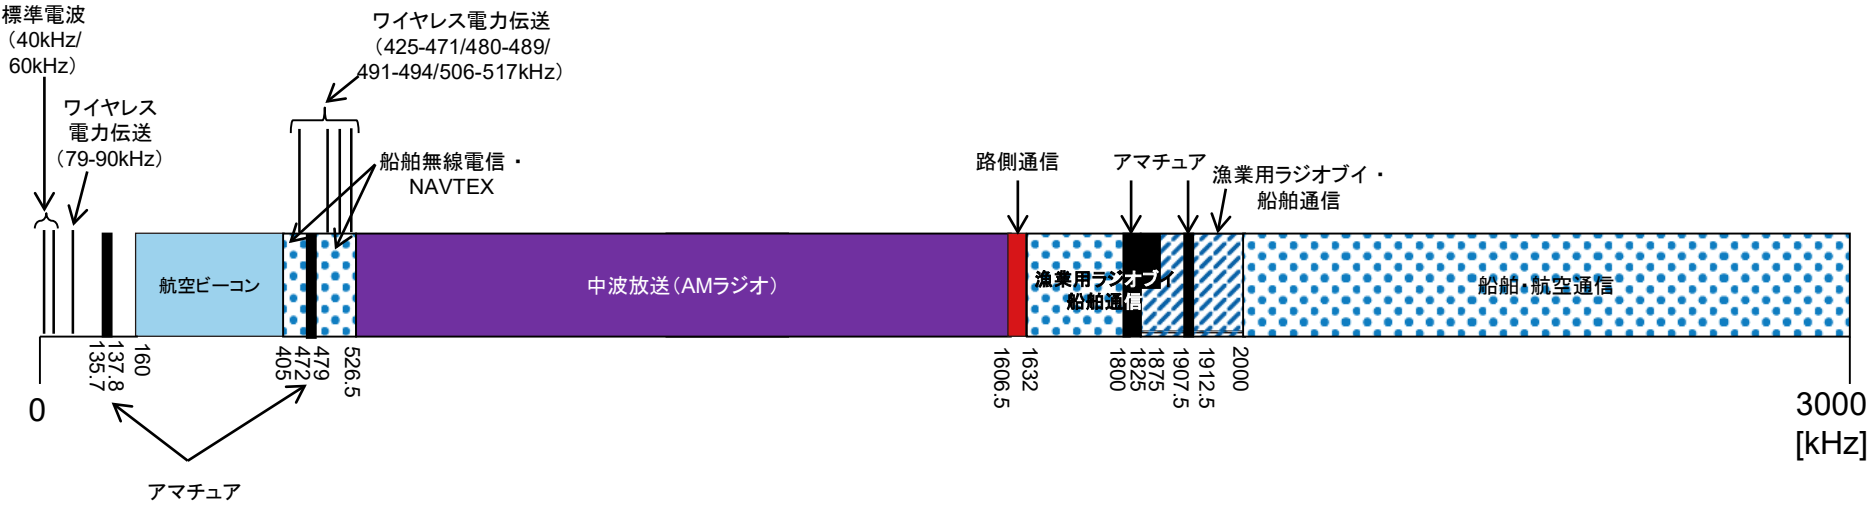 標準電波
（40kHz/
60kHz）
ワイヤレス
電力伝送
（79-90kHz）
ワイヤレス電力伝送
（425-471/480-489/
491-494/506-517kHz）
船舶無線電信・
NAVTEX
路側通信
アマチュア
漁業用ラジオブイ・
船舶通信
航空ビーコン
中波放送（AMラジオ）
漁業用ラジオブイ
船舶通信
船舶・航空通信
0
135.7
137.8
160
405
472
479
526.5
1606.5
1632
1800
1825
1875
1907.5
1912.5
2000
3000
[kHz]
アマチュア